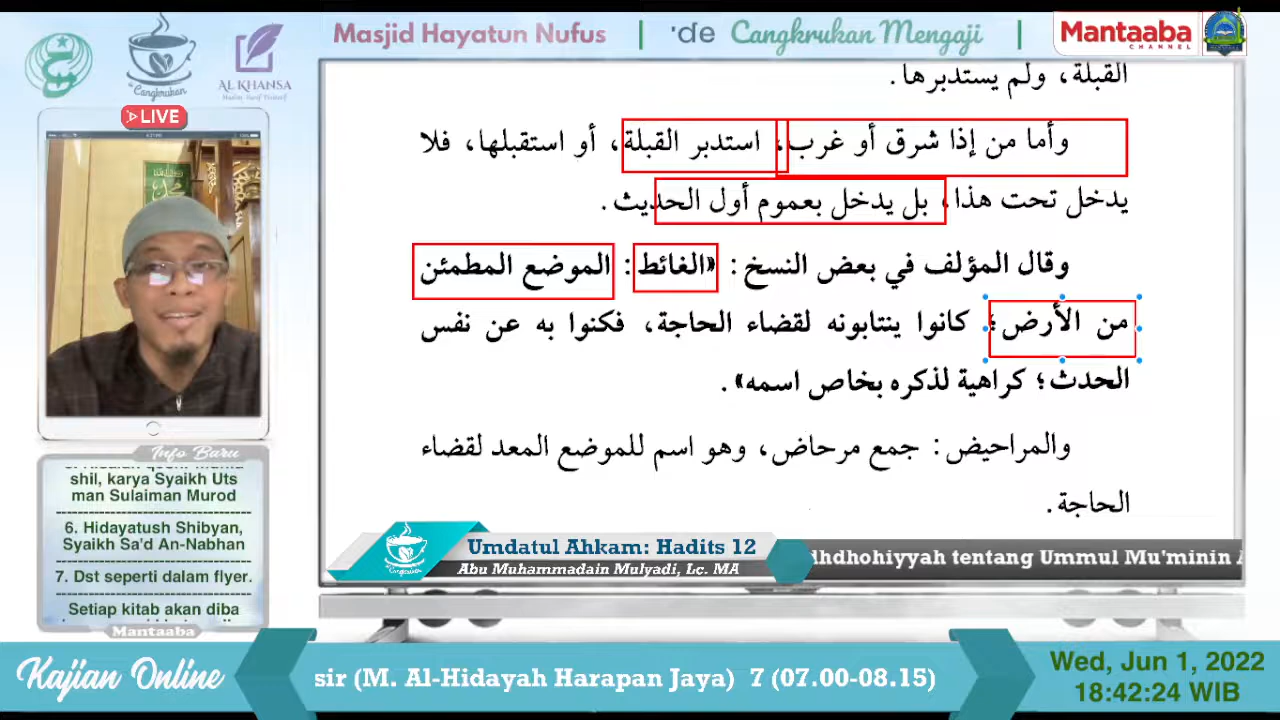 Masjid Hayatun Nufus | 'de Cangkrukan Mengaji |
Mantaaba
CHANNEL
Cangkrukan
AL KHANSA
LIVE
القبلة، ولم يستدبرها.
وأما من إذا شرق أو غرب، استدبر القبلة، أو استقبلها، فلا
يدخل تحت هذا، بل يدخل بعموم أول الحديث.
وقال المؤلف في بعض النسخ: «الغائط: الموضع المطمئن
من الأرض؛ كانوا ينتابونه لقضاء الحاجة، فكنوا به عن نفس
الحدث؛ كراهية لذكره بخاص اسمه».
والمراحيض: جمع مرحاض، وهو اسم للموضع المعد لقضاء
الحاجة.
Info Baru
shil, karya Syaikh Uts
man Sulaiman Murod
6. Hidayatush Shibyan,
Syaikh Sa'd An-Nabhan
7. Dst seperti dalam flyer.
Setiap kitab akan diba
Mantaaba
Cangkrukan
Umdatul Ahkam: Hadits 12
Abu Muhammadain Mulyadi, Lc. MA
hdhohiyyah tentang Ummul Mu'minin
Kajian Online
sir (M. Al-Hidayah Harapan Jaya) 7 (07.00-08.15)
Wed, Jun 1, 2022
18:42:24 WIB